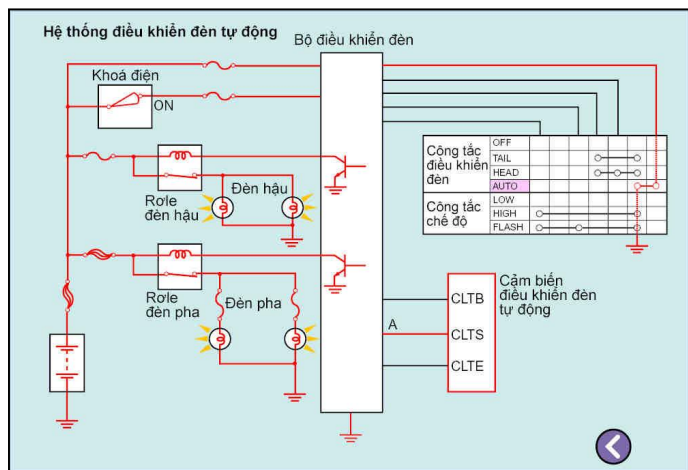 Hệ thống điều khiển đèn tự động
Bộ điều khiển đèn
Khoá điện
ON
Rơle
đèn hậu
Đèn hậu
Rơle
đèn pha
Đèn pha
Công tắc
điều khiển
đèn
OFF
TAIL
HEAD
AUTO
Công tắc
chế độ
LOW
HIGH
FLASH
A
CLTB
CLTS
CLTE
Cảm biến
điều khiển đèn
tự động